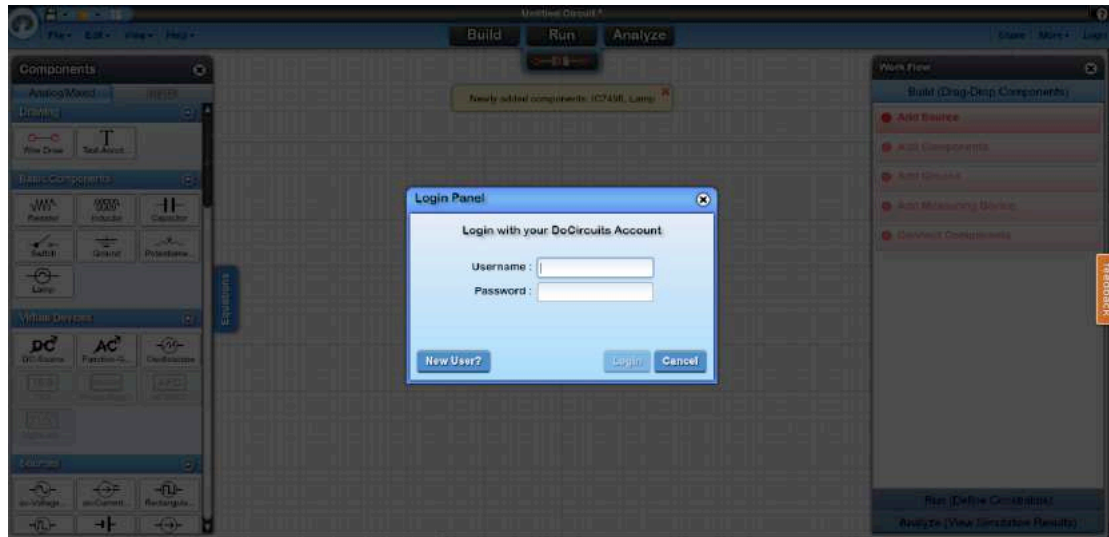 Untitled Circuit *
File Edit View Help
Build Run Analyze
Share More Login
Components
Analog/Mixed
Newly added components: IC7458, Lamp
Work Flow
Build (Drag-Drop Components)
Drawing
Wire Draw
Add Source
Add Components
Basic Components
Add Ground
Resistor Inductor Capacitor
Add Measuring Device
Switch Ground
Connect Components
Lamp
Equations
feedback
Login Panel
Login with your DoCircuits Account
Username :
Password :
New User? Login Cancel
Virtual Devices
DC AC
DC-Source Oscilloscope
Sources
Run (Define Constraints)
Analyze (View Simulation Results)